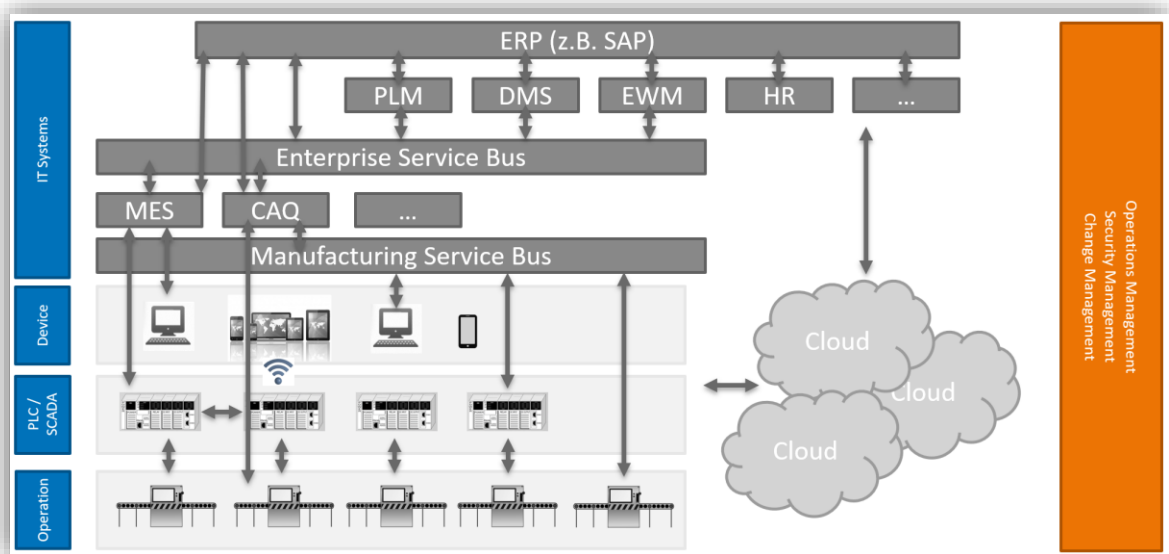 ERP (z.B. SAP)
PLM
DMS
EWM
HR
...
Enterprise Service Bus
MES
CAQ
...
Manufacturing Service Bus
IT Systems
Device
PLC /
SCADA
Operation
Cloud
Cloud
Cloud
Operations Management
Security Management
Change Management